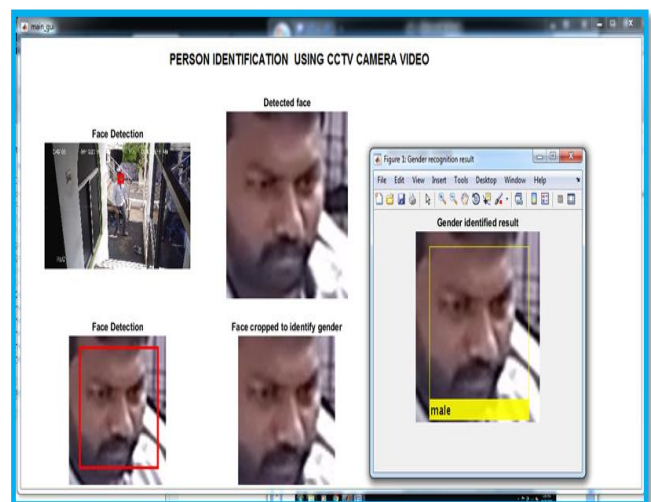 main_gui
PERSON IDENTIFICATION USING CCTV CAMERA VIDEO
Detected face
Face Detection
Figure 1: Gender recognition result
File Edit View Insert Tools Desktop Window Help
Gender identified result
male
Face Detection
Face cropped to identify gender